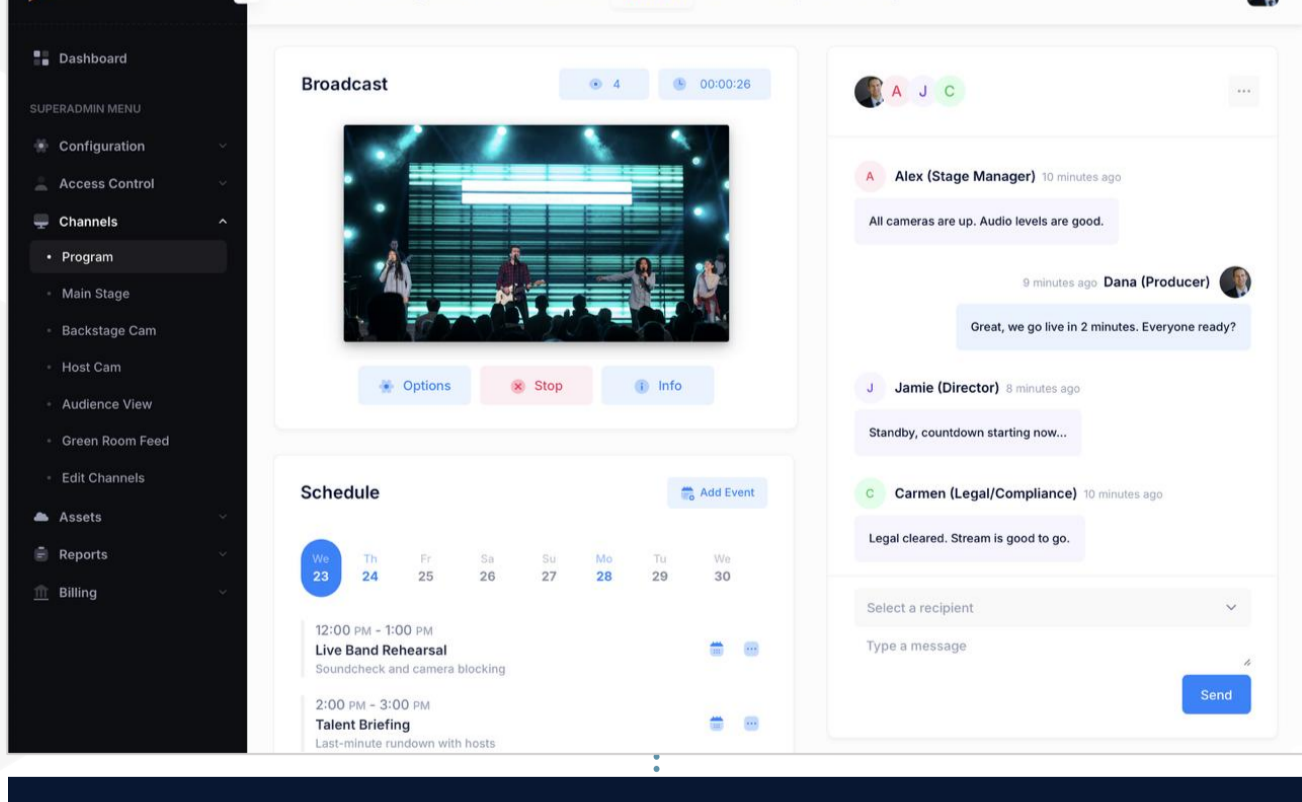 Dashboard
SUPERADMIN MENU
Configuration
Access Control
Channels
Program
Main Stage
Backstage Cam
Host Cam
Audience View
Green Room Feed
Edit Channels
Assets
Reports
Billing
Broadcast
4
00:00:26
Options
Stop
Info
Schedule
Add Event
We Th Fr Sa Su Mo Tu We
23 24 25 26 27 28 29 30
12:00 PM - 1:00 PM
Live Band Rehearsal
Soundcheck and camera blocking
2:00 PM - 3:00 PM
Talent Briefing
Last-minute rundown with hosts
A J C
A Alex (Stage Manager) 10 minutes ago
All cameras are up. Audio levels are good.
9 minutes ago Dana (Producer)
Great, we go live in 2 minutes. Everyone ready?
J Jamie (Director) 8 minutes ago
Standby, countdown starting now...
C Carmen (Legal/Compliance) 10 minutes ago
Legal cleared. Stream is good to go.
Select a recipient
Type a message
Send